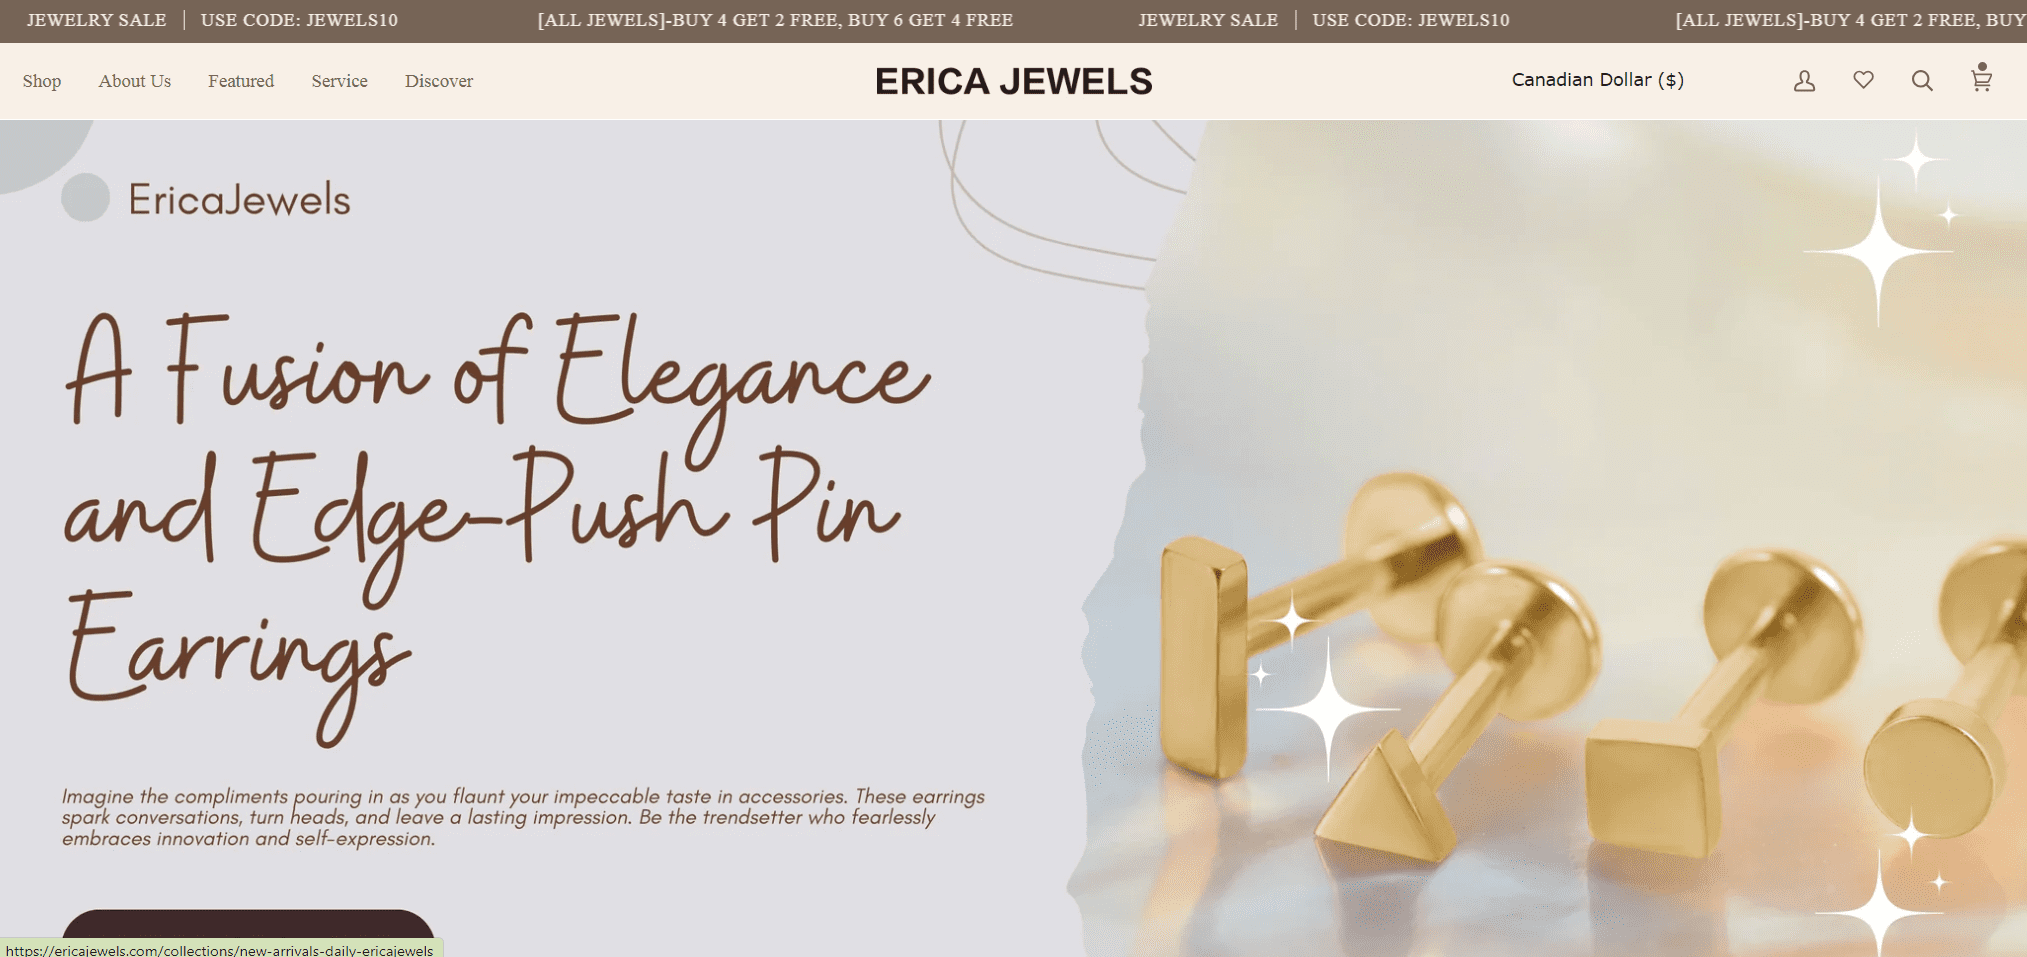 JEWELRY SALE | USE CODE: JEWELS10 [ALL JEWELS]-BUY 4 GET 2 FREE, BUY 6 GET 4 FREE JEWELRY SALE | USE CODE: JEWELS10 [ALL JEWELS]-BUY 4 GET 2 FREE, BUY
Shop About Us Featured Service Discover ERICA JEWELS Canadian Dollar ($)
EricaJewels
A Fusion of Elegance
and Edge-Push Pin
Earrings
Imagine the compliments pouring in as you flaunt your impeccable taste in accessories. These earrings
spark conversations, turn heads, and leave a lasting impression. Be the trendsetter who fearlessly
embraces innovation and self-expression.
https://ericajewels.com/collections/new-arrivals-daily-ericajewels